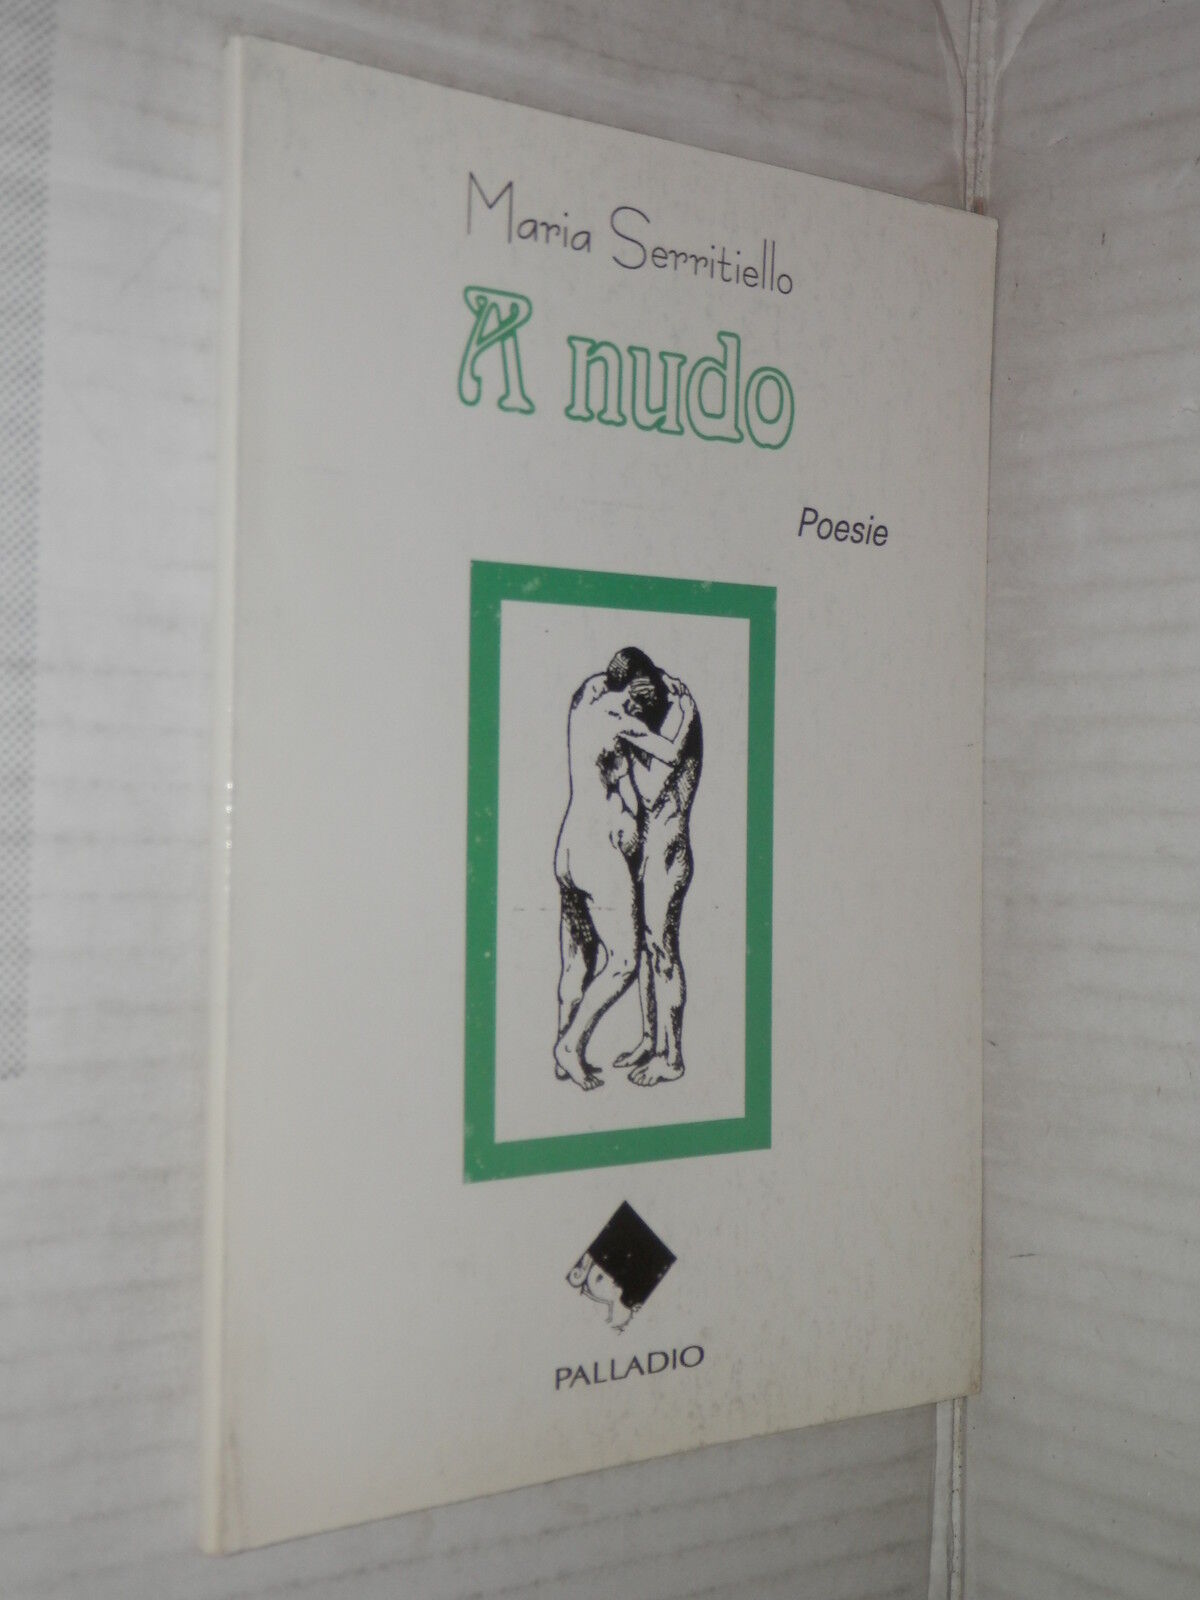 Maria Serritiello
A nudo
Poesie
PALLADIO